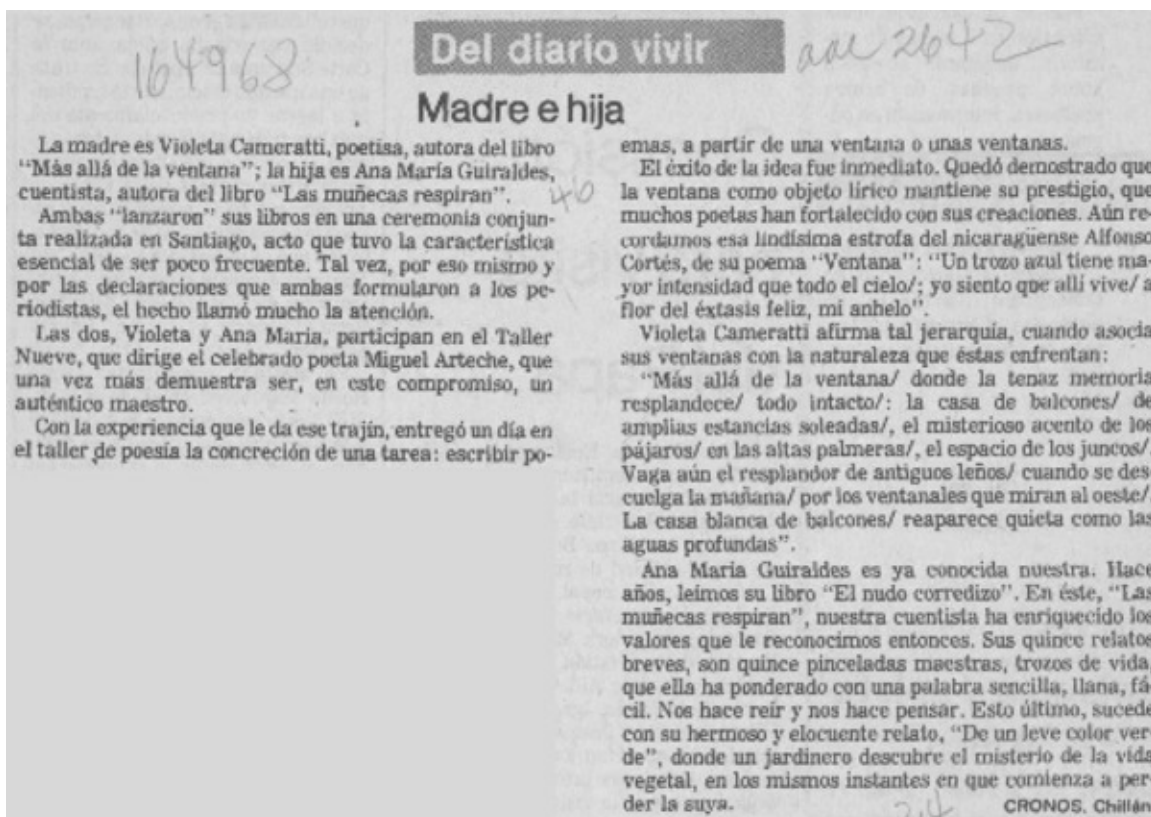 164968
Del diario vivir
aae 2642
Madre e hija
La madre es Violeta Cameratti, poetisa, autora del libro
"Más allá de la ventana"; la hija es Ana María Guiraldes,
cuentista, autora del libro "Las muñecas respiran".
Ambas "lanzaron" sus libros en una ceremonia conjun-
ta realizada en Santiago, acto que tuvo la característica
esencial de ser poco frecuente. Tal vez, por eso mismo y
por las declaraciones que ambas formularon a los pe-
riodistas, el hecho llamó mucho la atención.
Las dos, Violeta y Ana María, participan en el Taller
Nueve, que dirige el celebrado poeta Miguel Arteche, que
una vez más demuestra ser, en este compromiso, un
auténtico maestro.
Con la experiencia que le da ese trajín, entregó un día en
el taller de poesía la concreción de una tarea: escribir po-
emas, a partir de una ventana o unas ventanas.
El éxito de la idea fue inmediato. Quedó demostrado que
la ventana como objeto lírico mantiene su prestigio, que
muchos poetas han fortalecido con sus creaciones. Aún re-
cordamos esa lindísima estrofa del nicaragüense Alfonso
Cortés, de su poema "Ventana": "Un trozo azul tiene ma-
yor intensidad que todo el cielo/; yo siento que allí vive/ a
flor del éxtasis feliz, mi anhelo".
Violeta Cameratti afirma tal jerarquía, cuando asocia
sus ventanas con la naturaleza que éstas enfrentan:
"Más allá de la ventana/ donde la tenaz memoria
resplandece/ todo intacto/: la casa de balcones/ de
amplias estancias soleadas/, el misterioso acento de los
pájaros/ en las altas palmeras/, el espacio de los juncos/.
Vaga aún el resplandor de antiguos leños/ cuando se des
cuelga la mañana/ por los ventanales que miran al oeste/.
La casa blanca de balcones/ reaparece quieta como las
aguas profundas".
Ana María Guiraldes es ya conocida nuestra. Hace
años, leímos su libro "El nudo corredizo". En éste, "Las
muñecas respiran", nuestra cuentista ha enriquecido los
valores que le reconocimos entonces. Sus quince relatos
breves, son quince pinceladas maestras, trozos de vida,
que ella ha ponderado con una palabra sencilla, llana, fá-
cil. Nos hace reír y nos hace pensar. Esto último, sucede
con su hermoso y elocuente relato, "De un leve color ver-
de", donde un jardinero descubre el misterio de la vida
vegetal, en los mismos instantes en que comienza a per-
der la suya.
CRONOS. Chillán